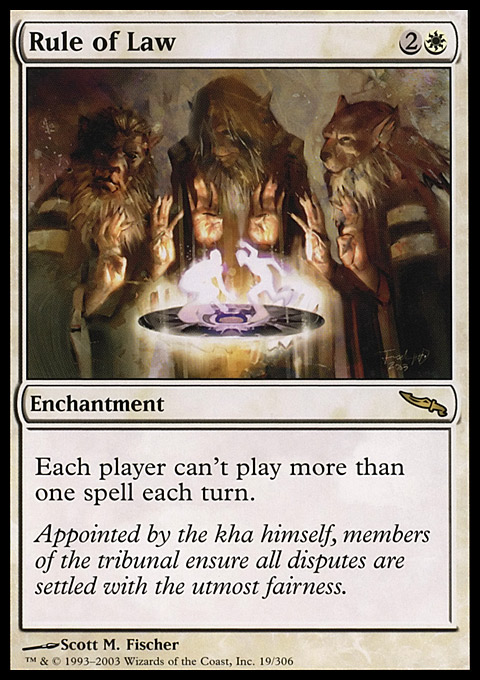 Rule of Law 2
Enchantment
Each player can't play more than
one spell each turn.
Appointed by the kha himself, members
of the tribunal ensure all disputes are
settled with the utmost fairness.
Scott M. Fischer
™ & © 1993–2003 Wizards of the Coast, Inc. 19/306